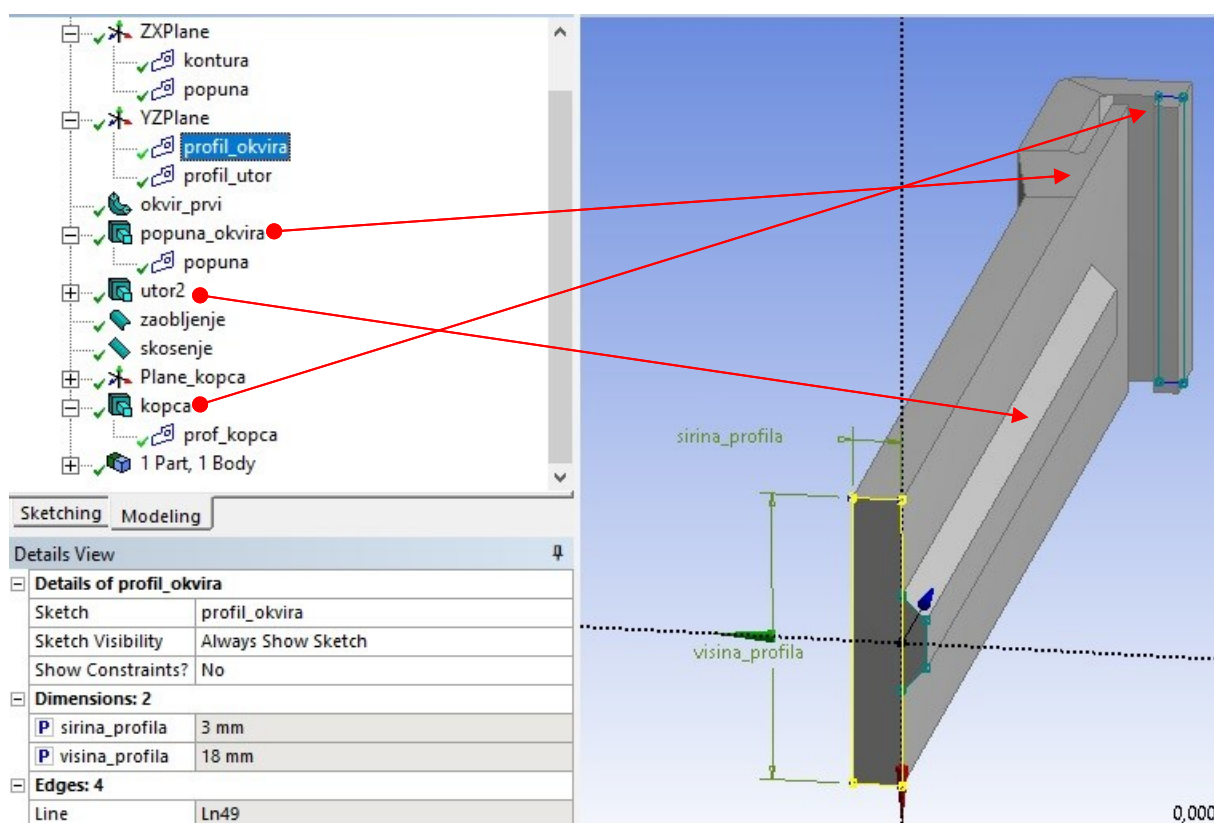 ZXPlane
kontura
popuna
YZPlane
profil_okvira
profil_utor
okvir_prvi
popuna_okvira
popuna
utor2
zaobljenje
skosenje
Plane_kopca
kopca
prof_kopca
1 Part, 1 Body
Sketching Modeling
Details View
Details of profil_okvira
Sketch profil_okvira
Sketch Visibility Always Show Sketch
Show Constraints? No
Dimensions: 2
P sirina_profila 3 mm
P visina_profila 18 mm
Edges: 4
Line Ln49
sirina_profila
visina_profila
0,000